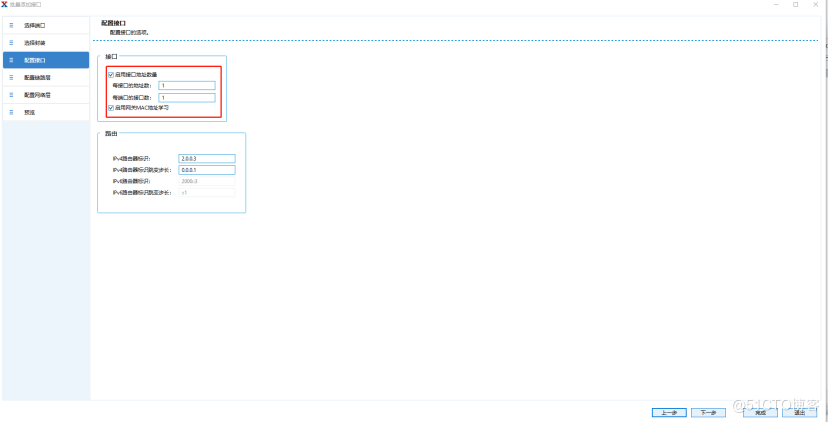 批量添加接口
选择端口
选择封装
配置接口
配置链路层
配置网络层
预览
配置接口
配置接口的选项。
接口
启用接口地址数量
每接口的地址数: 1
每端口的接口数: 1
启用网关MAC地址学习
路由
IPv4路由器标识: 2.0.0.3
IPv4路由器标识跳变步长: 0.0.0.1
IPv6路由器标识: 2000::3
IPv6路由器标识跳变步长: ::1
上一步
下一步
完成
退出
@51CTO博客